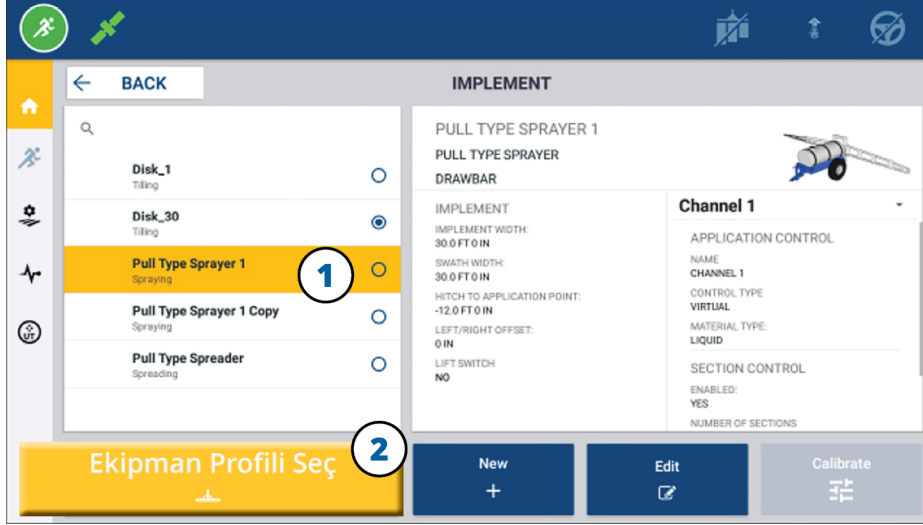 BACK
IMPLEMENT
Disk_1
Tilling
Disk_30
Tilling
Pull Type Sprayer 1
Spraying
1
Pull Type Sprayer 1 Copy
Spraying
Pull Type Spreader
Spreading
PULL TYPE SPRAYER 1
PULL TYPE SPRAYER
DRAWBAR
IMPLEMENT
IMPLEMENT WIDTH:
30.0 FT 0 IN
SWATH WIDTH:
30.0 FT 0 IN
HITCH TO APPLICATION POINT:
-12.0 FT 0 IN
LEFT/RIGHT OFFSET:
0 IN
LIFT SWITCH
NO
Channel 1
APPLICATION CONTROL
NAME
CHANNEL 1
CONTROL TYPE
VIRTUAL
MATERIAL TYPE:
LIQUID
SECTION CONTROL
ENABLED:
YES
NUMBER OF SECTIONS
UT
Ekipman Profili Seç
2
New
Edit
Calibrate